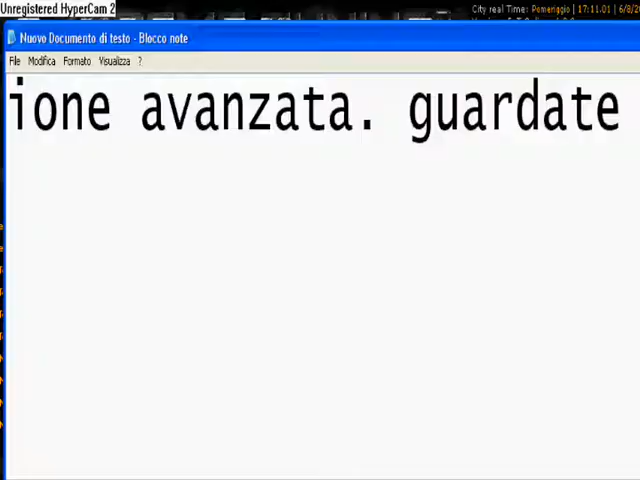 Unregistered HyperCam 2
City real Time: Pomeriggio | 17:11.01 | 6/8/2
Nuovo Documento di testo - Blocco note
File Modifica Formato Visualizza ?
ione avanzata. guardate